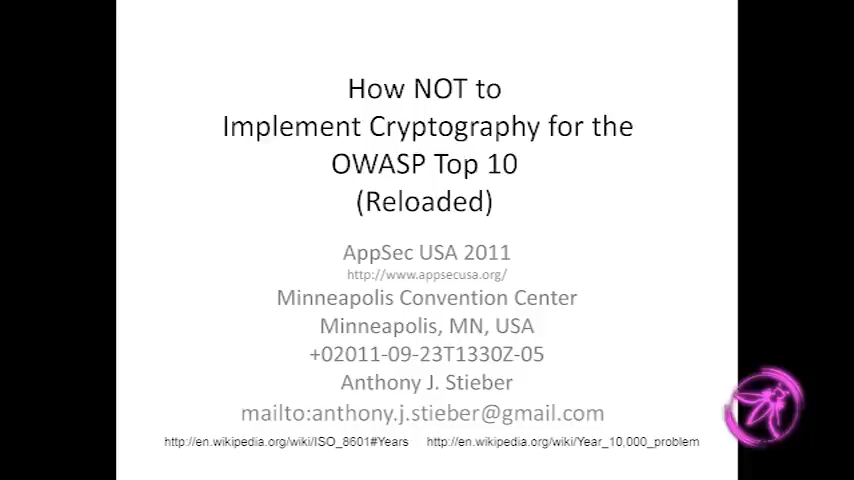 How NOT to
Implement Cryptography for the
OWASP Top 10
(Reloaded)
AppSec USA 2011
http://www.appsecusa.org/
Minneapolis Convention Center
Minneapolis, MN, USA
+02011-09-23T1330Z-05
Anthony J. Stieber
mailto:anthony.j.stieber@gmail.com
http://en.wikipedia.org/wiki/ISO_8601#Years http://en.wikipedia.org/wiki/Year_10,000_problem